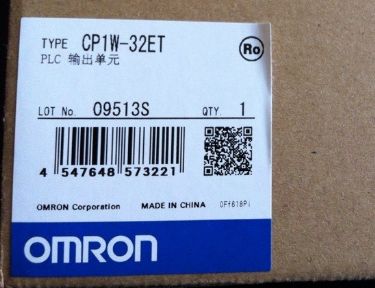 TYPE CP1W-32ET
PLC 输出单元
Ro
LOT No. 09513S QTY. 1
4 547648 573221
OMRON Corporation MADE IN CHINA
OMRON